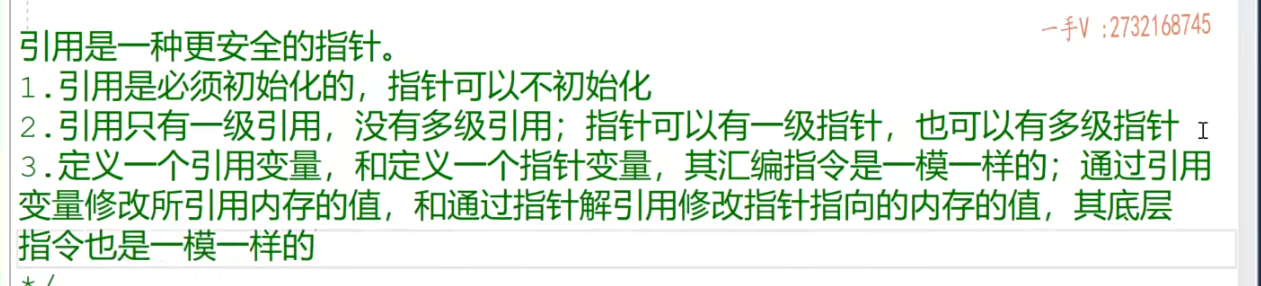 一手V :2732168745
引用是一种更安全的指针。
1.引用是必须初始化的，指针可以不初始化
2.引用只有一级引用，没有多级引用；指针可以有一级指针，也可以有多级指针
3.定义一个引用变量，和定义一个指针变量，其汇编指令是一模一样的；通过引用
变量修改所引用内存的值，和通过指针解引用修改指针指向的内存的值，其底层
指令也是一模一样的
*/